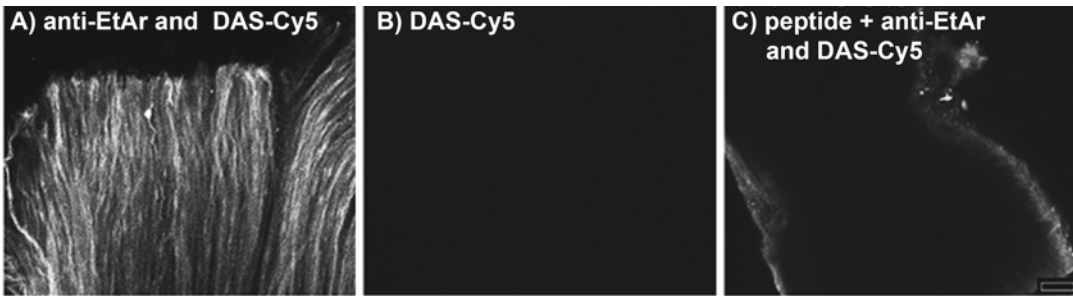 A) anti-EtAr and DAS-Cy5
B) DAS-Cy5
C) peptide + anti-EtAr
and DAS-Cy5